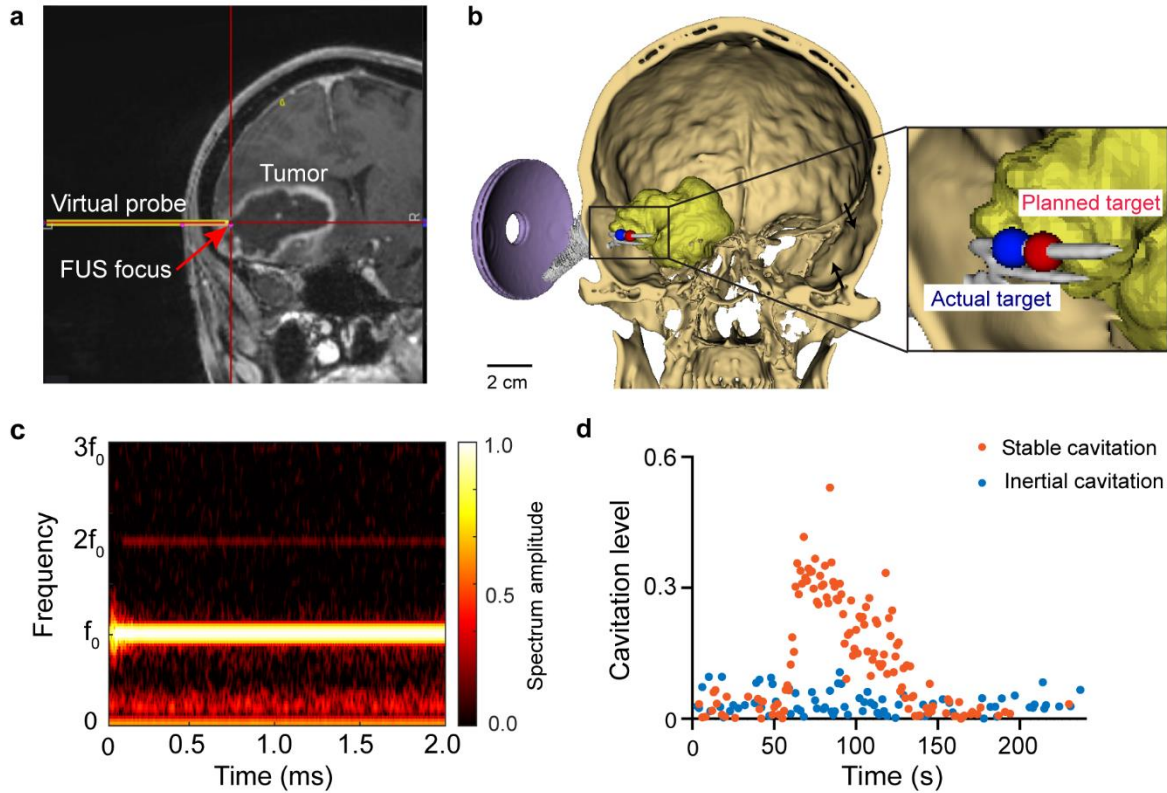 a
Tumor
Virtual probe
FUS focus
R
b
Planned target
Actual target
2 cm
c
3f₀
2f₀
f₀
0
Frequency
0
0.5
1.0
1.5
2.0
Time (ms)
1.0
0.5
0.0
Spectrum amplitude
d
Stable cavitation
Inertial cavitation
0.6
0.3
0
Cavitation level
0
50
100
150
200
Time (s)